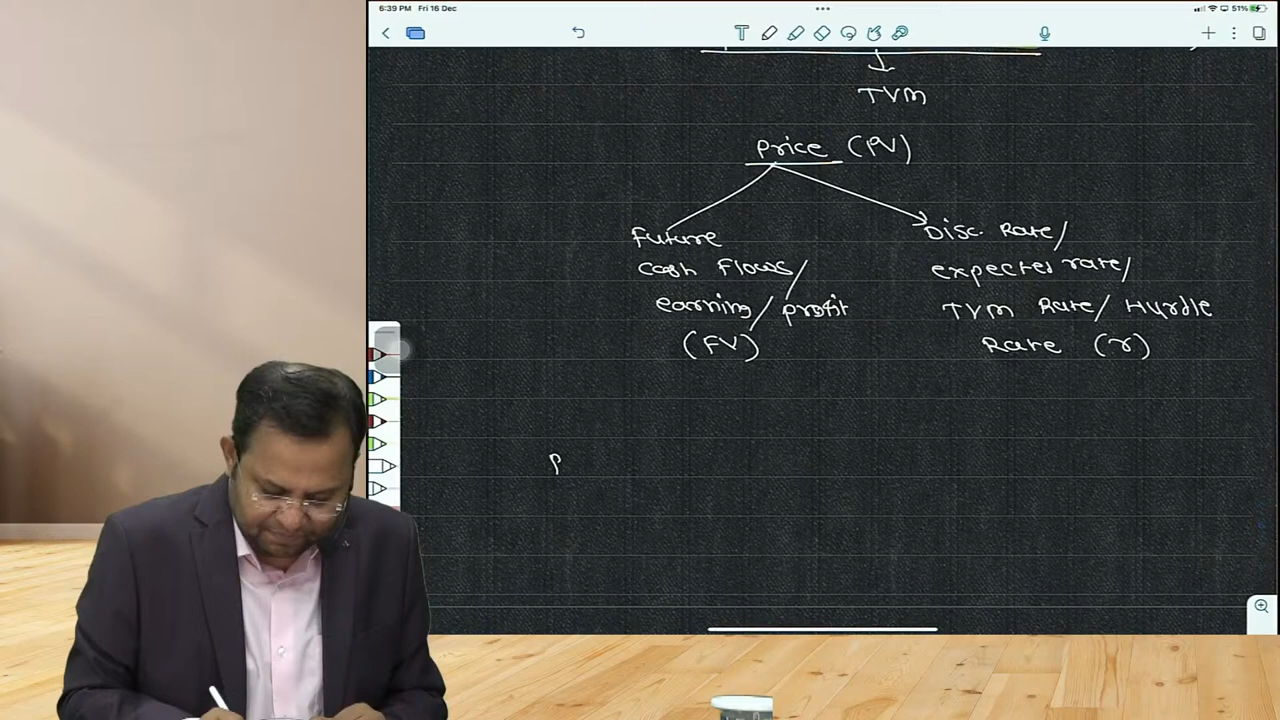 6:39 PM Fri 16 Dec
51%
TVM
Price (PV)
Future
Cash Flows/
earning/profit
(FV)
Disc. Rate/
expected rate/
TVM Rate/Hurdle
Rate (r)
P